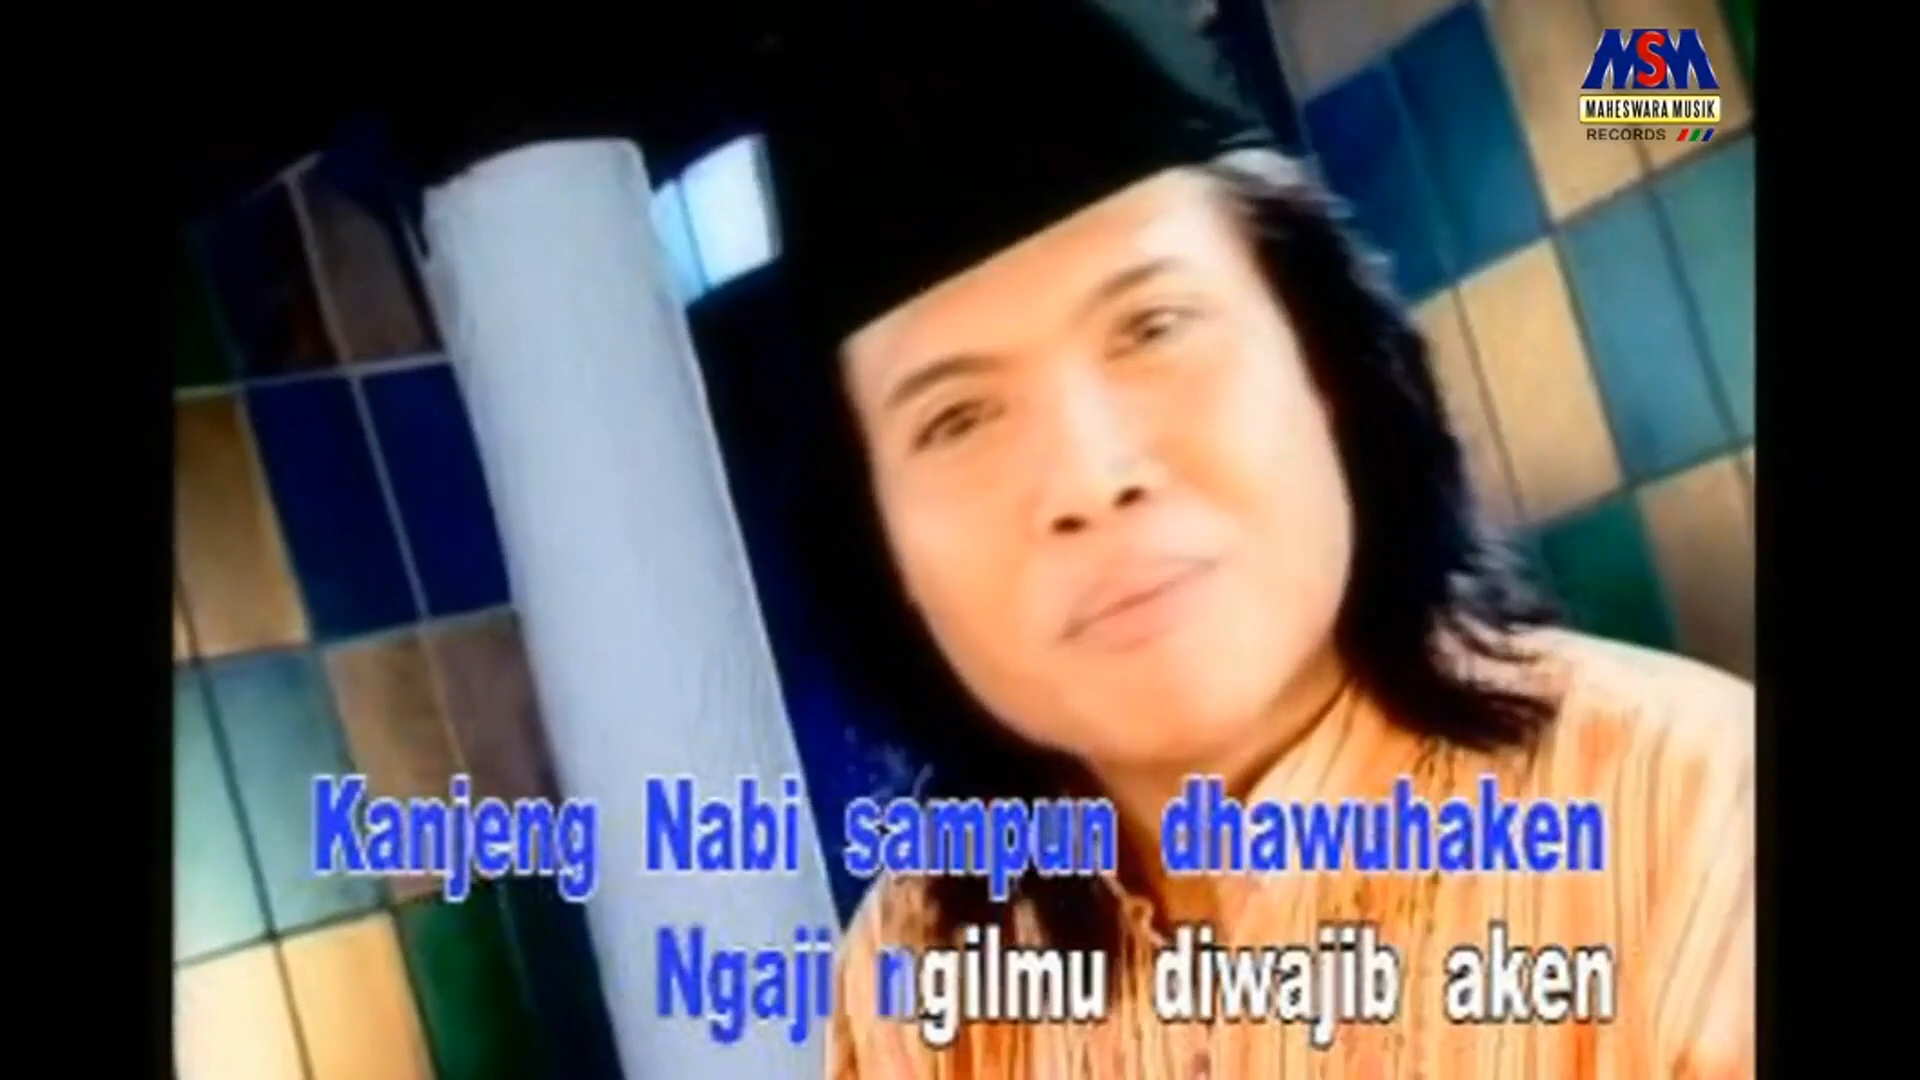 MSM
MAHESWARA MUSIK
RECORDS
Kanjeng Nabi sampun dhawuhaken
Ngaji ngilmu diwajib aken